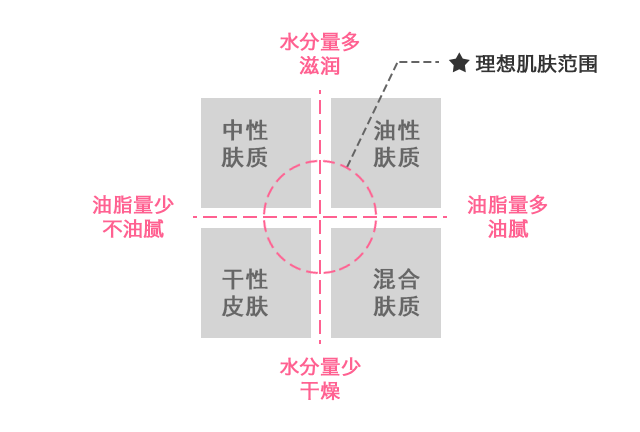 水分量多
滋润
★ 理想肌肤范围
中性
肤质
油性
肤质
油脂量少
不油腻
油脂量多
油腻
干性
皮肤
混合
肤质
水分量少
干燥